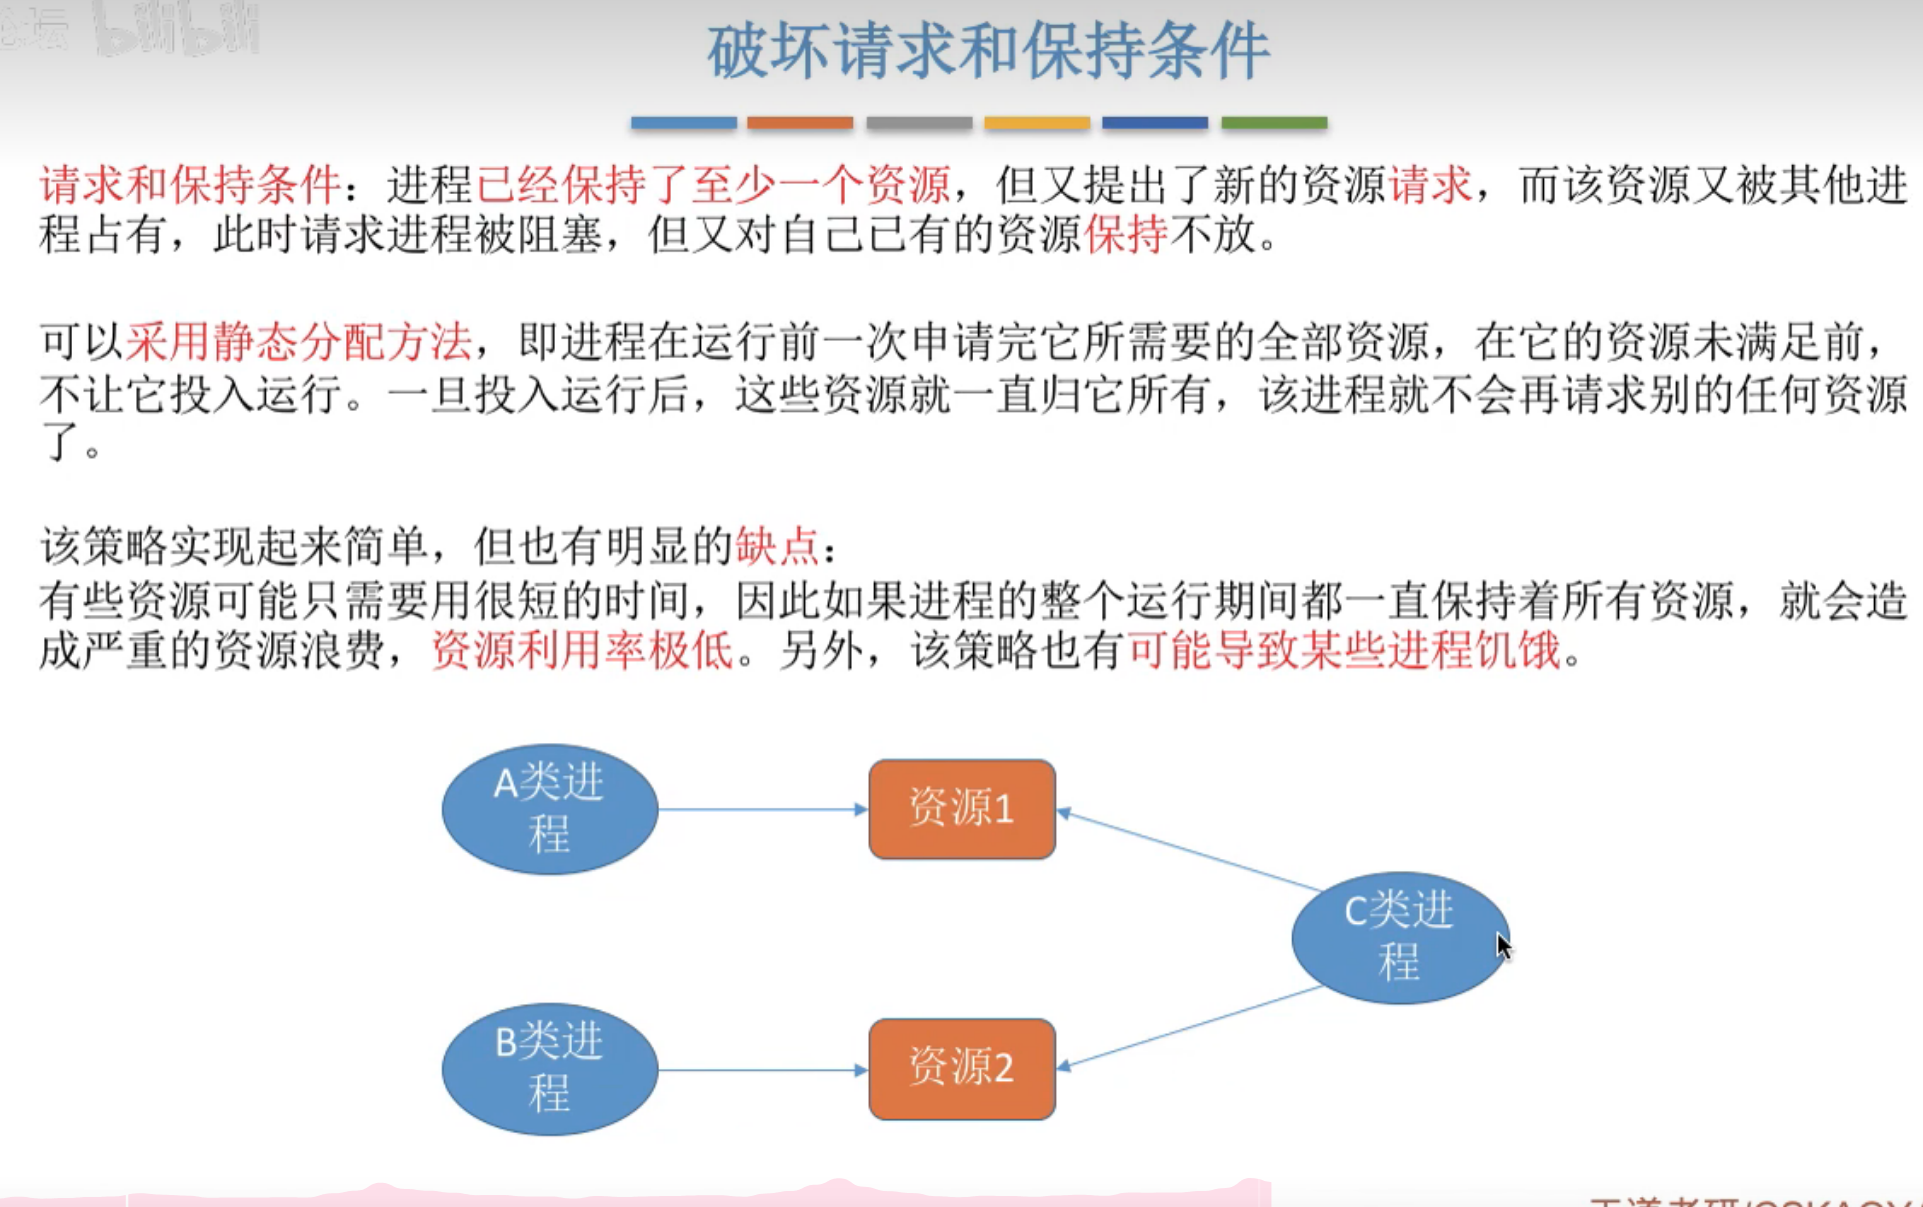 坛 bilibili
破坏请求和保持条件
请求和保持条件：进程已经保持了至少一个资源，但又提出了新的资源请求，而该资源又被其他进
程占有，此时请求进程被阻塞，但又对自己已有的资源保持不放。
可以采用静态分配方法，即进程在运行前一次申请完它所需要的全部资源，在它的资源未满足前，
不让它投入运行。一旦投入运行后，这些资源就一直归它所有，该进程就不会再请求别的任何资源
了。
该策略实现起来简单，但也有明显的缺点：
有些资源可能只需要用很短的时间，因此如果进程的整个运行期间都一直保持着所有资源，就会造
成严重的资源浪费，资源利用率极低。另外，该策略也有可能导致某些进程饥饿。
A类进
程
资源1
C类进
程
B类进
程
资源2